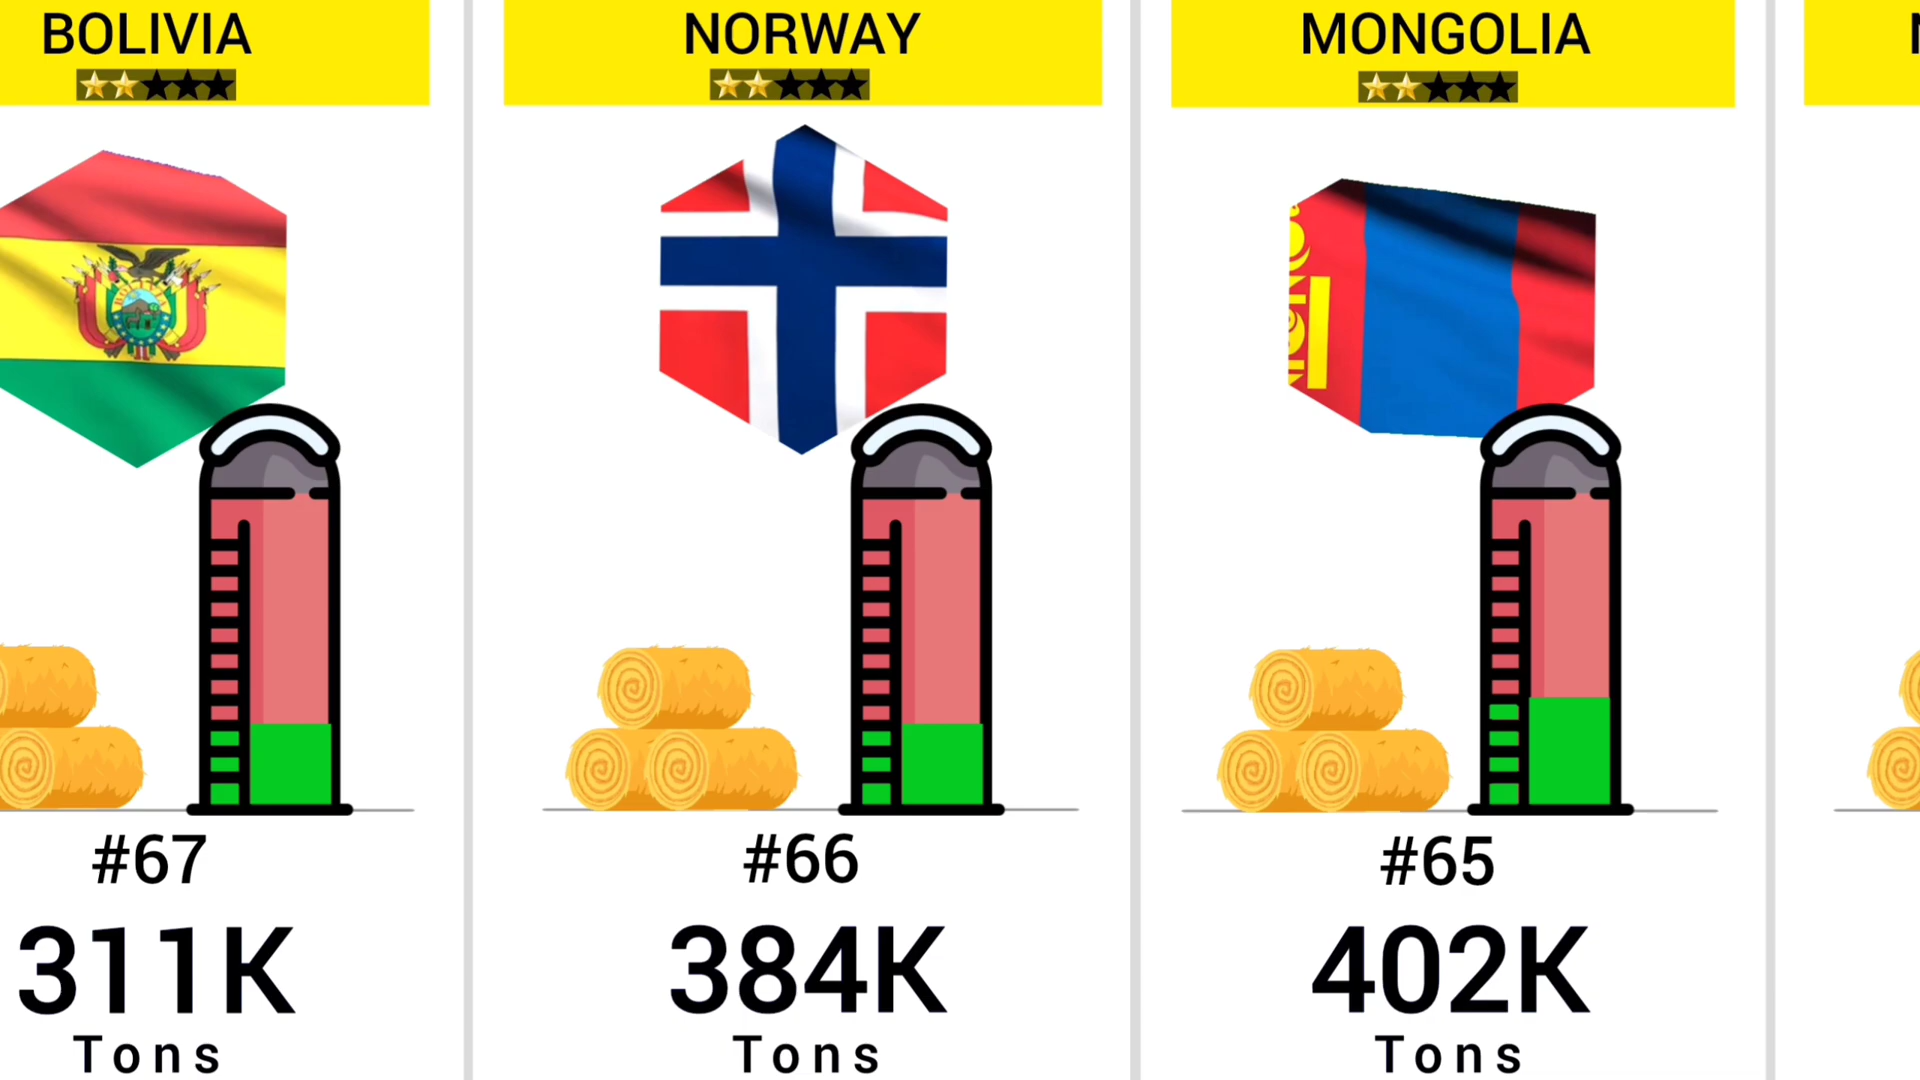 BOLIVIA
#67
311K
Tons
NORWAY
#66
384K
Tons
MONGOLIA
#65
402K
Tons